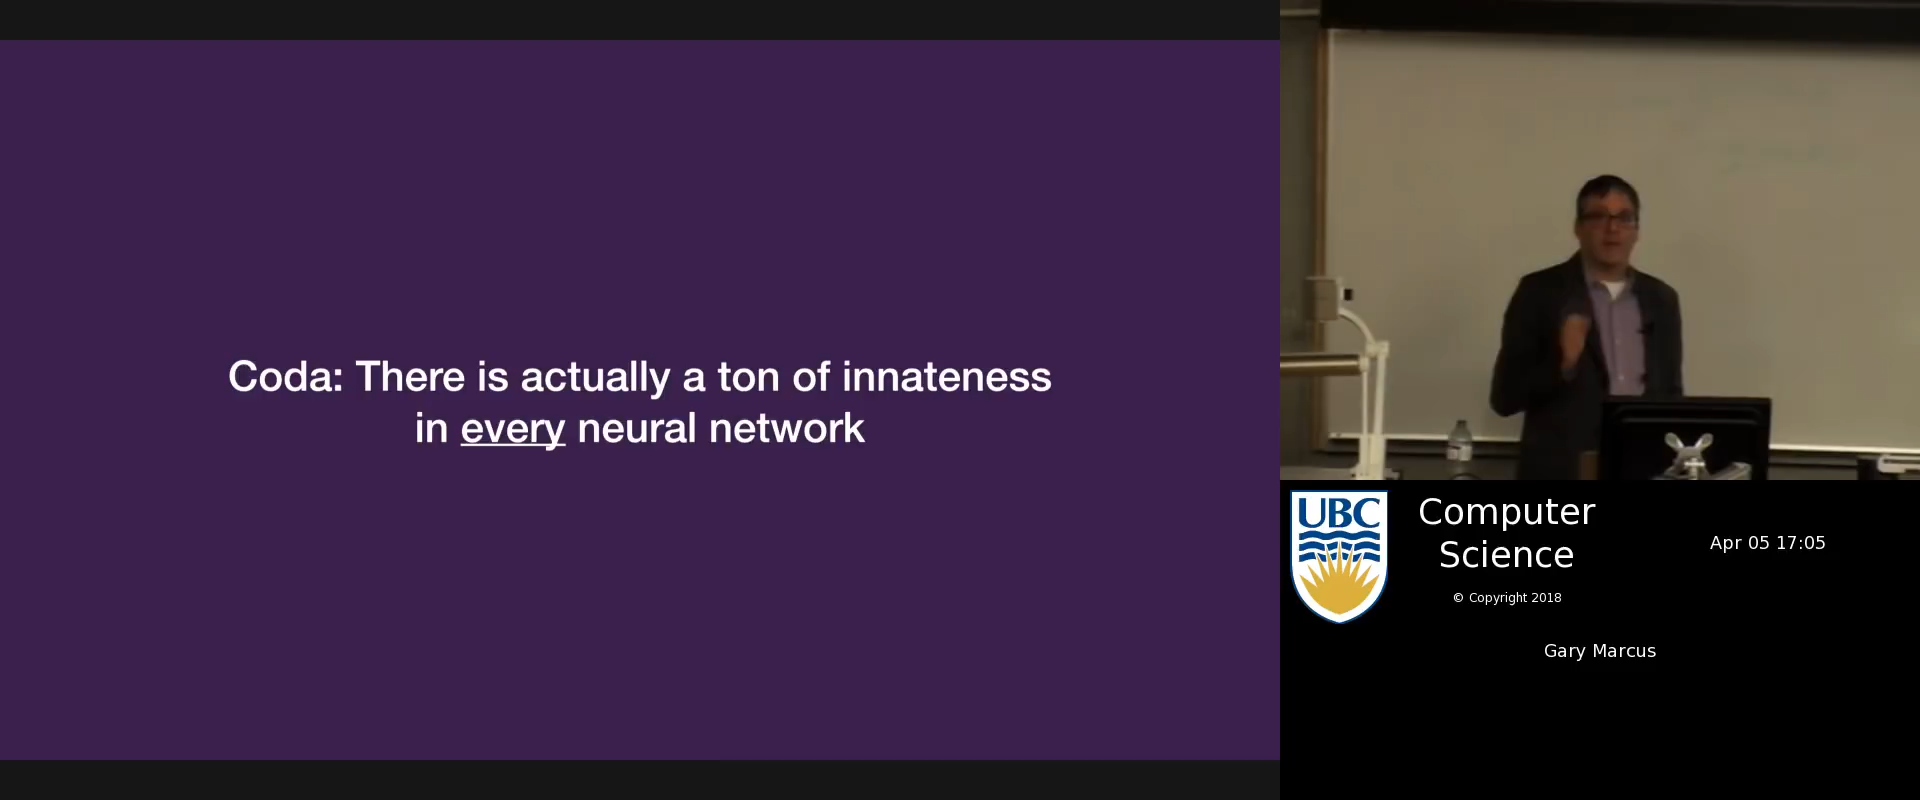 Coda: There is actually a ton of innateness
in every neural network
UBC
Computer
Science
Apr 05 17:05
© Copyright 2018
Gary Marcus